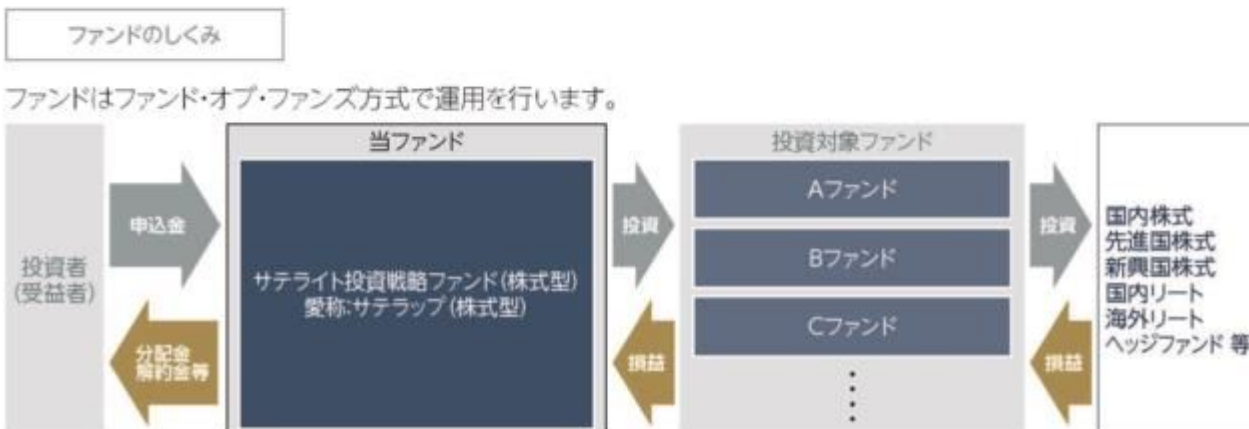 ファンドのしくみ
ファンドはファンド・オブ・ファンズ方式で運用を行います。
投資者
(受益者)
申込金
分配金
解約金等
当ファンド
サテライト投資戦略ファンド(株式型)
愛称:サテラップ(株式型)
投資
損益
投資対象ファンド
Aファンド
Bファンド
Cファンド
投資
損益
国内株式
先進国株式
新興国株式
国内リート
海外リート
ヘッジファンド 等